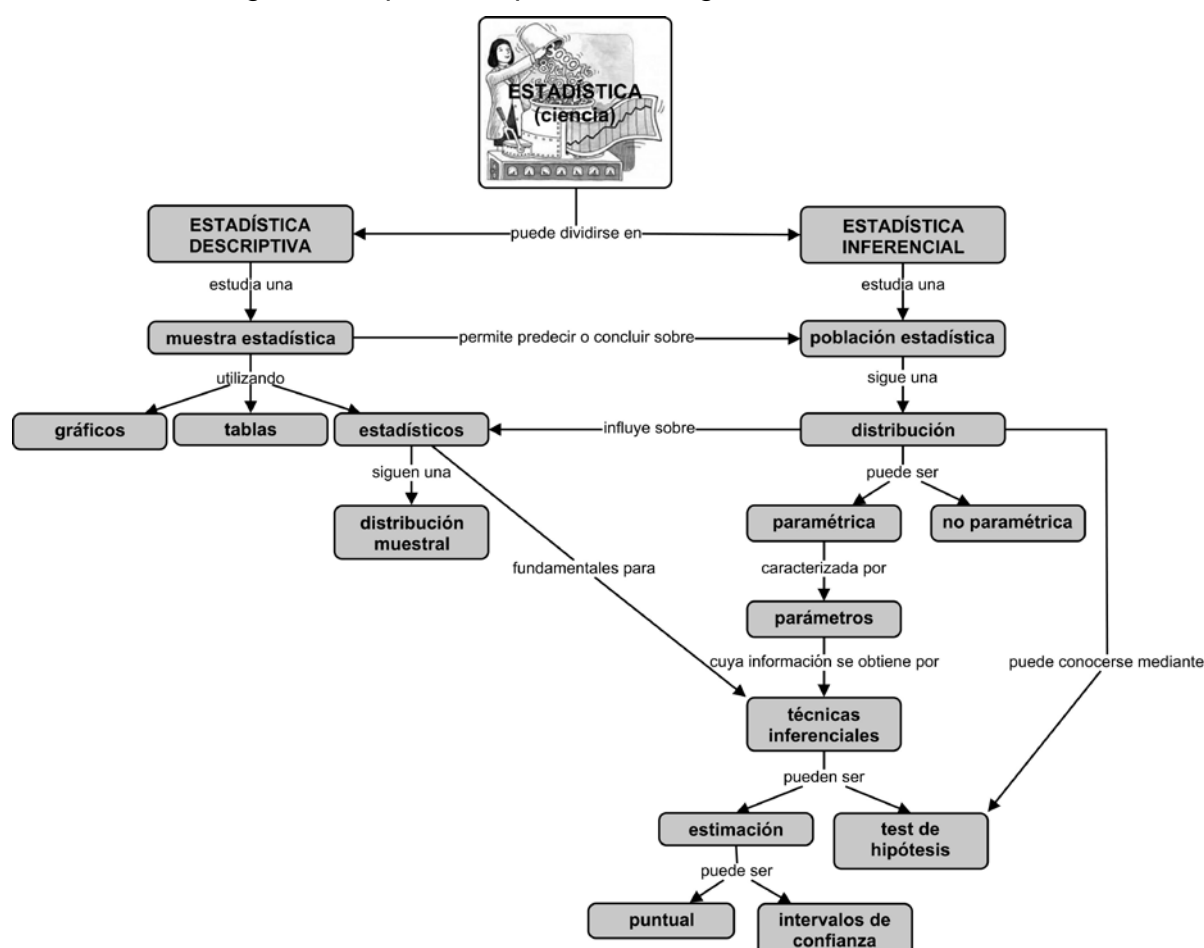 ESTADÍSTICA
(ciencia)
puede dividirse en
ESTADÍSTICA
DESCRIPTIVA
ESTADÍSTICA
INFERENCIAL
estudia una
estudia una
muestra estadística
permite predecir o concluir sobre
población estadística
utilizando
sigue una
gráficos
tablas
estadísticos
influye sobre
distribución
siguen una
puede ser
distribución
muestral
paramétrica
no paramétrica
fundamentales para
caracterizada por
parámetros
cuya información se obtiene por
puede conocerse mediante
técnicas
inferenciales
pueden ser
estimación
test de
hipótesis
puede ser
puntual
intervalos de
confianza